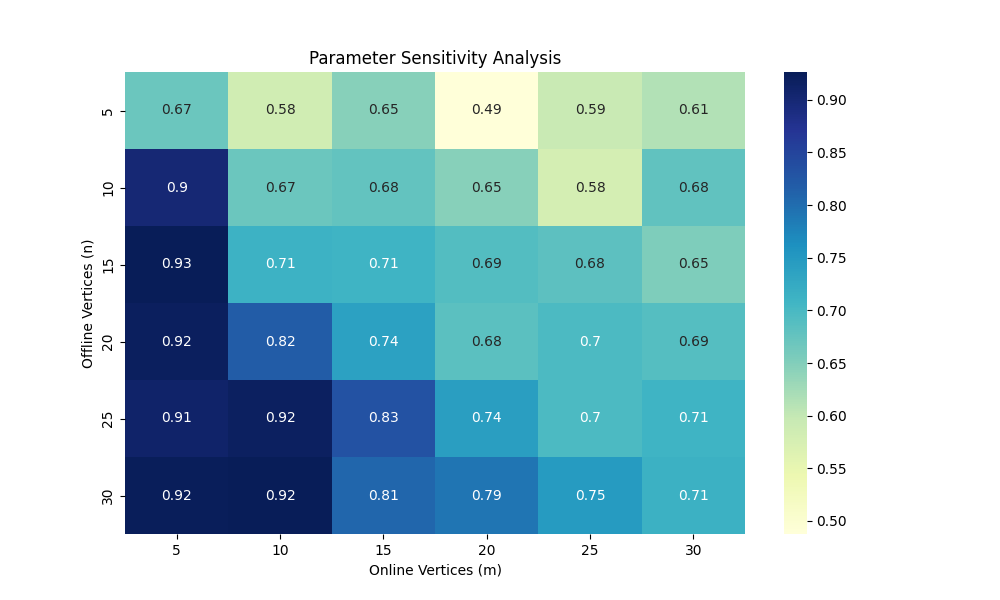 Parameter Sensitivity Analysis
Offline Vertices (n)
5 0.67 0.58 0.65 0.49 0.59 0.61
10 0.9 0.67 0.68 0.65 0.58 0.68
15 0.93 0.71 0.71 0.69 0.68 0.65
20 0.92 0.82 0.74 0.68 0.7 0.69
25 0.91 0.92 0.83 0.74 0.7 0.71
30 0.92 0.92 0.81 0.79 0.75 0.71
5 10 15 20 25 30
Online Vertices (m)
0.90
0.85
0.80
0.75
0.70
0.65
0.60
0.55
0.50